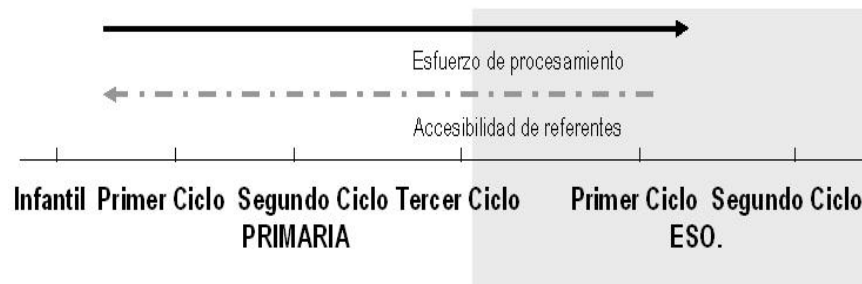 Esfuerzo de procesamiento
Accesibilidad de referentes
Infantil Primer Ciclo Segundo Ciclo Tercer Ciclo Primer Ciclo Segundo Ciclo
PRIMARIA ESO.